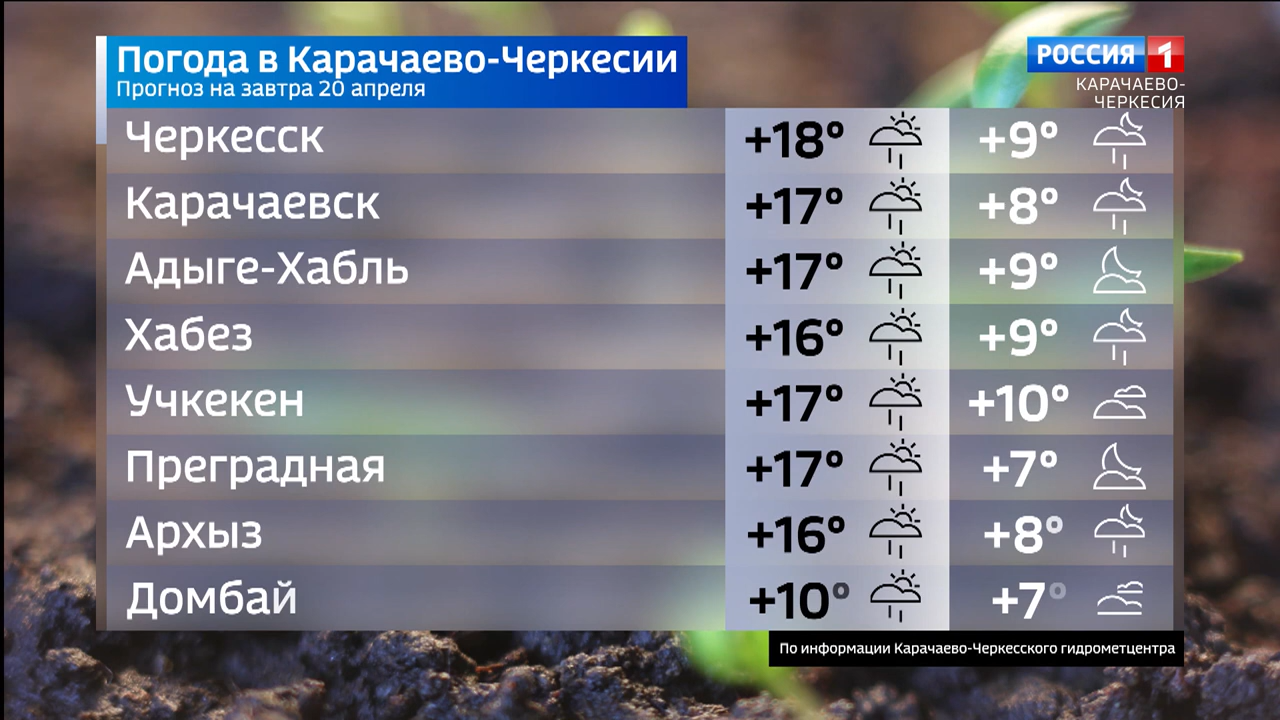 Погода в Карачаево-Черкесии
Прогноз на завтра 20 апреля
РОССИЯ 1
КАРАЧАЕВО-
ЧЕРКЕСИЯ
Черкесск +18° +9°
Карачаевск +17° +8°
Адыге-Хабль +17° +9°
Хабез +16° +9°
Учкекен +17° +10°
Преградная +17° +7°
Архыз +16° +8°
Домбай +10° +7°
По информации Карачаево-Черкесского гидрометцентра